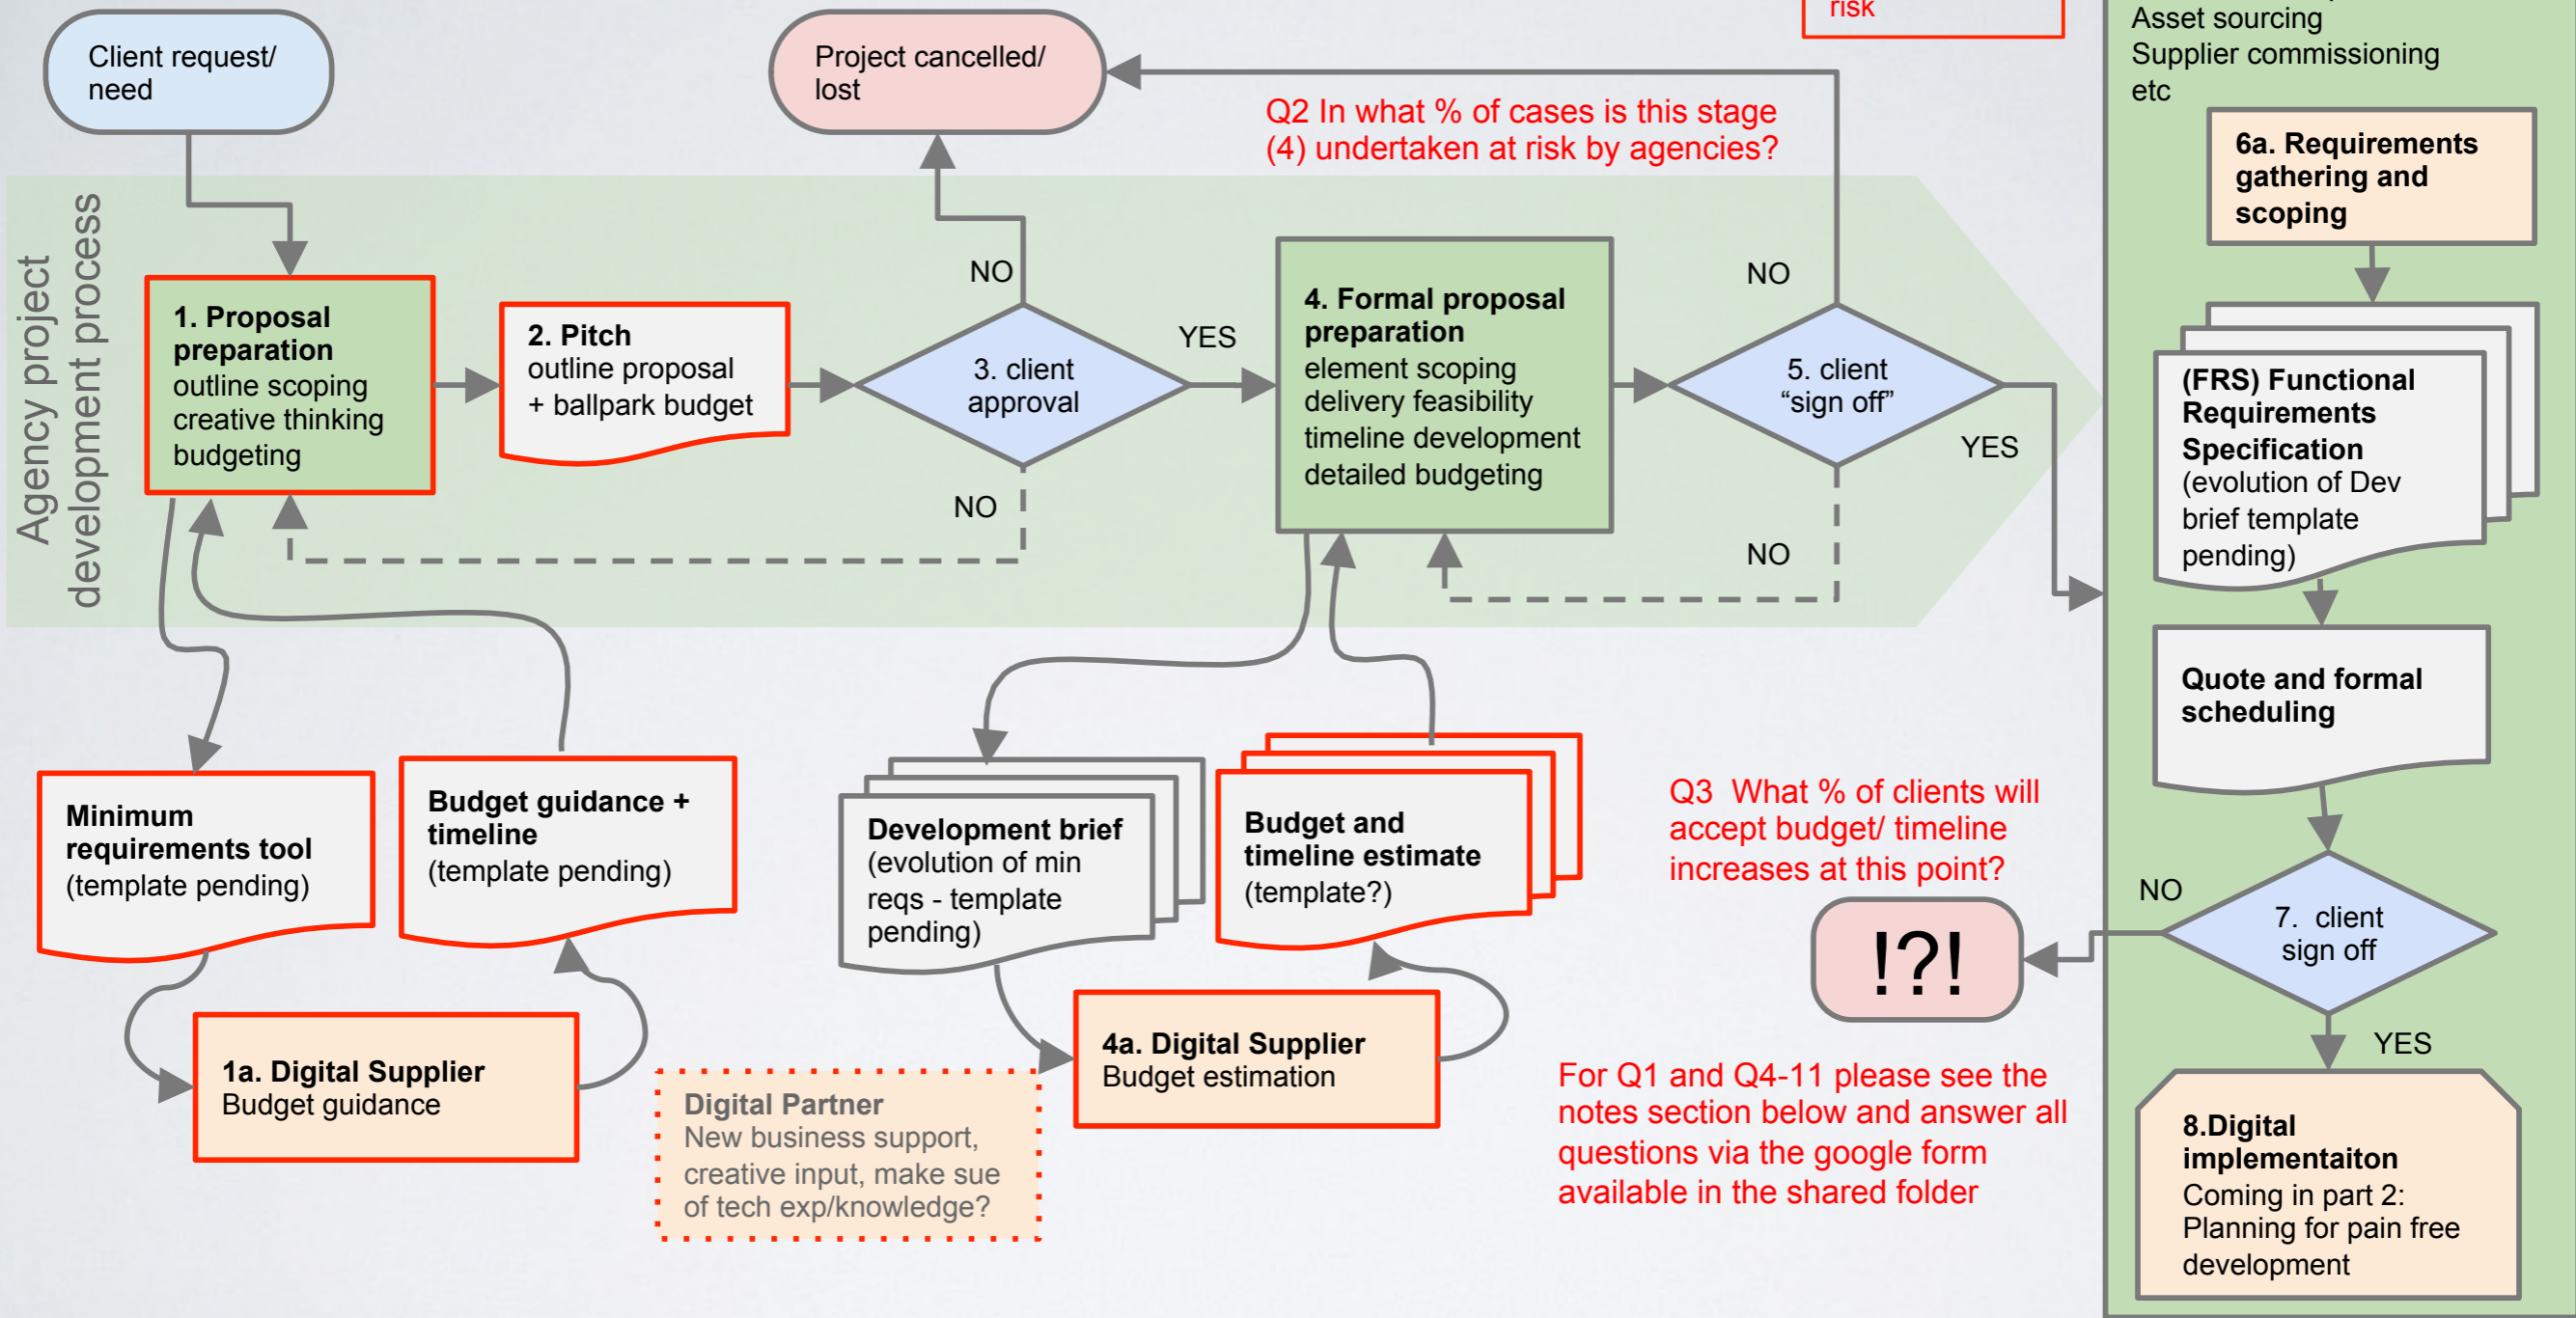 risk
Asset sourcing
Supplier commissioning
etc
Client request/
need
Project cancelled/
lost
Q2 In what % of cases is this stage
(4) undertaken at risk by agencies?
Agency project
development process
1. Proposal
preparation
outline scoping
creative thinking
budgeting
2. Pitch
outline proposal
+ ballpark budget
NO
3. client
approval
YES
NO
4. Formal proposal
preparation
element scoping
delivery feasibility
timeline development
detailed budgeting
NO
5. client
“sign off”
YES
NO
6a. Requirements
gathering and
scoping
(FRS) Functional
Requirements
Specification
(evolution of Dev
brief template
pending)
Quote and formal
scheduling
Minimum
requirements tool
(template pending)
Budget guidance +
timeline
(template pending)
Development brief
(evolution of min
reqs - template
pending)
Budget and
timeline estimate
(template?)
Q3 What % of clients will
accept budget/ timeline
increases at this point?
!?!
NO
7. client
sign off
YES
1a. Digital Supplier
Budget guidance
Digital Partner
New business support,
creative input, make sue
of tech exp/knowledge?
4a. Digital Supplier
Budget estimation
For Q1 and Q4-11 please see the
notes section below and answer all
questions via the google form
available in the shared folder
8.Digital
implementaiton
Coming in part 2:
Planning for pain free
development